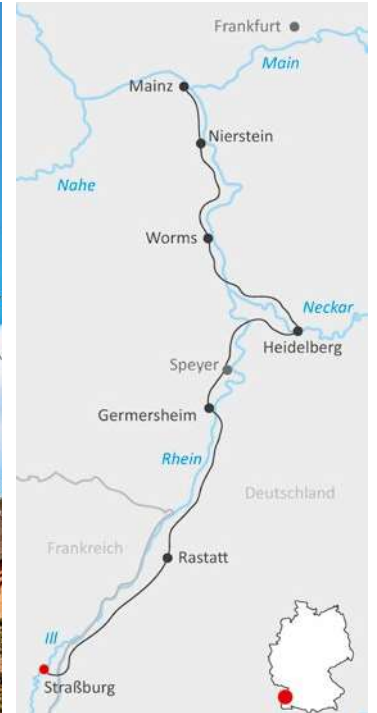 Frankfurt
Main
Mainz
Nierstein
Nahe
Worms
Neckar
Heidelberg
Speyer
Germersheim
Rhein
Deutschland
Frankreich
Rastatt
Ill
Straßburg